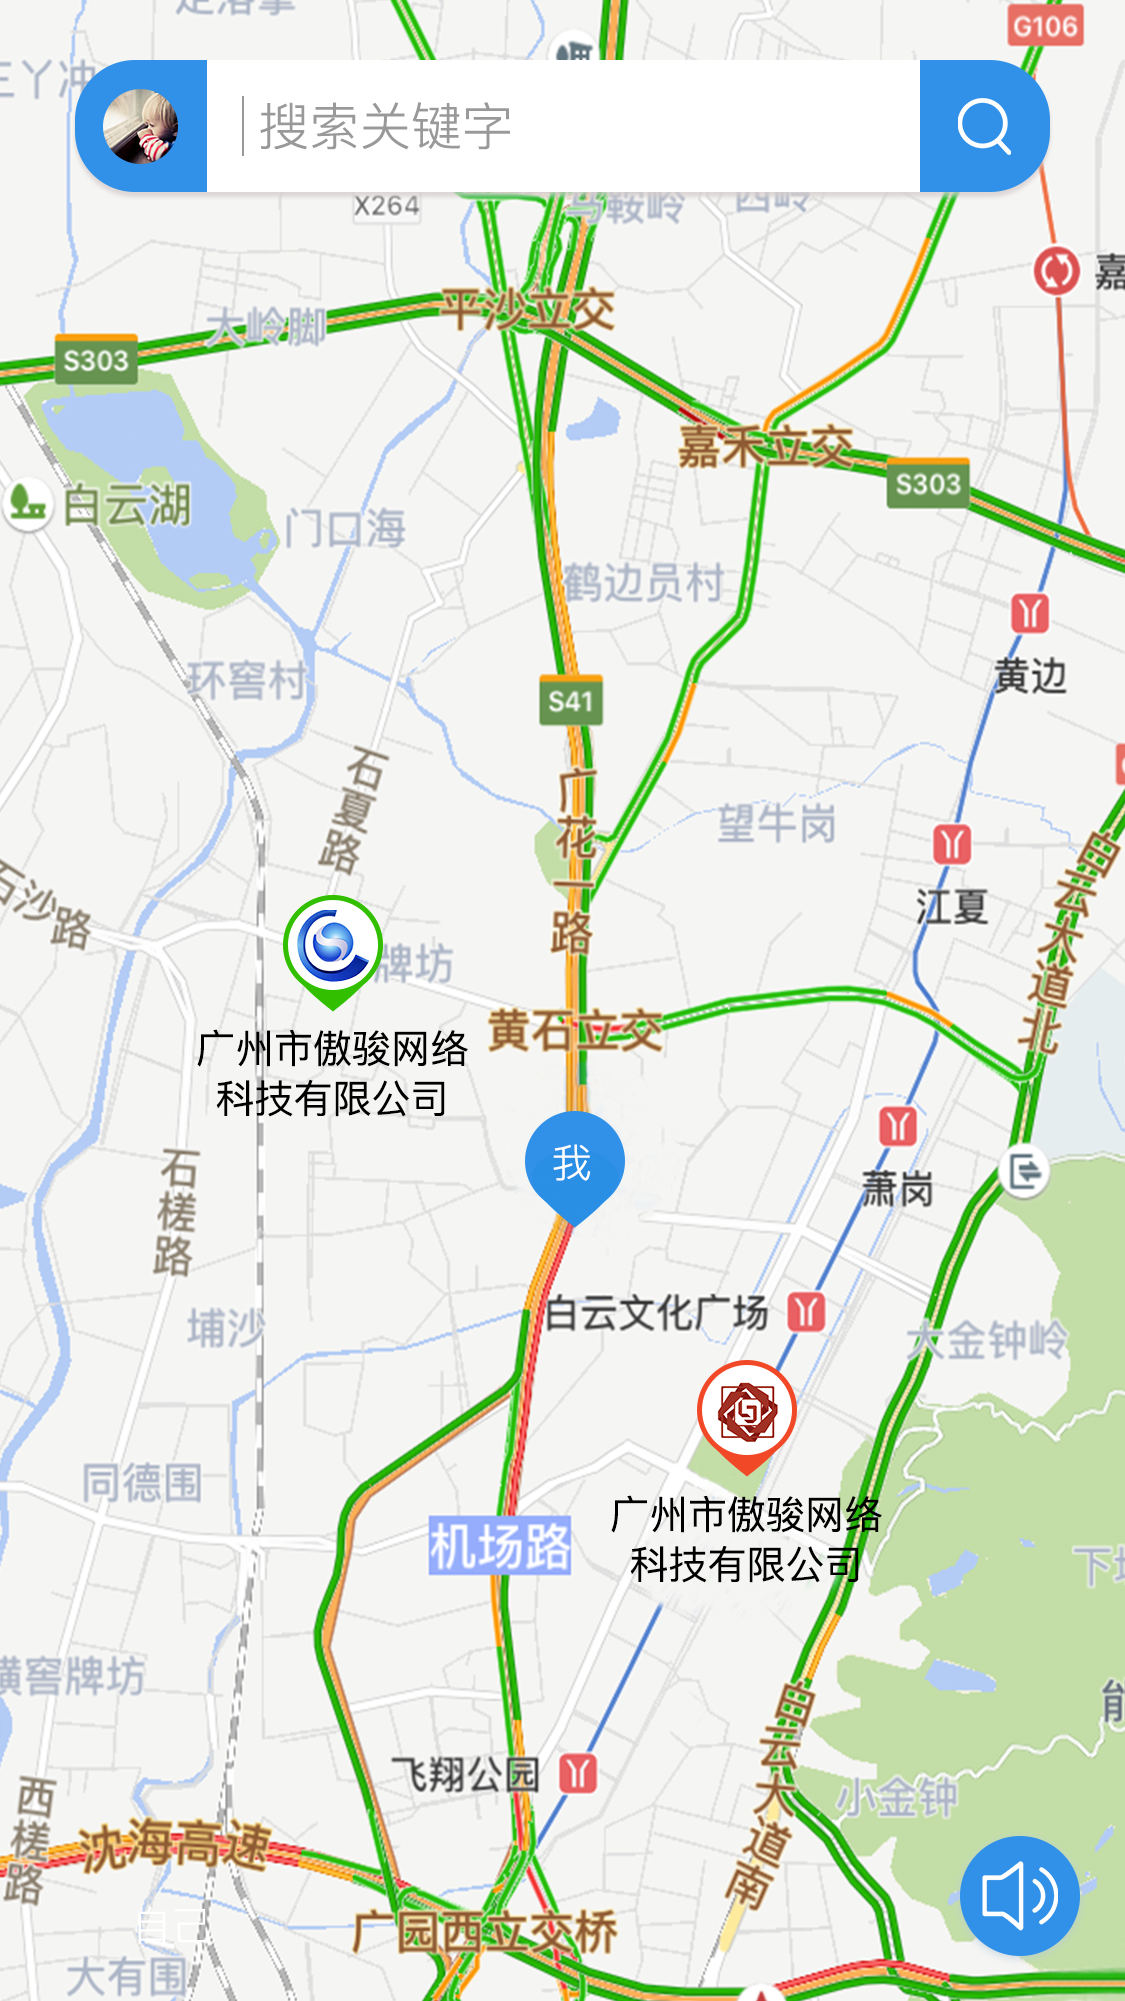 G106
三丫冲
搜索关键字
X264
马鞍岭
西岭
嘉
平沙立交
大岭脚
S303
嘉禾立交
S303
白云湖
门口海
鹤边员村
黄边
环窖村
S41
石夏路
广花一路
望牛岗
江夏
白云大道北
石沙路
牌坊
黄石立交
广州市傲骏网络
科技有限公司
我
萧岗
石槎路
白云文化广场
埔沙
大金钟岭
同德围
广州市傲骏网络
科技有限公司
机场路
横窖牌坊
能
白云大道南
飞翔公园
小金钟
西槎路
沈海高速
广园西立交桥
大有围